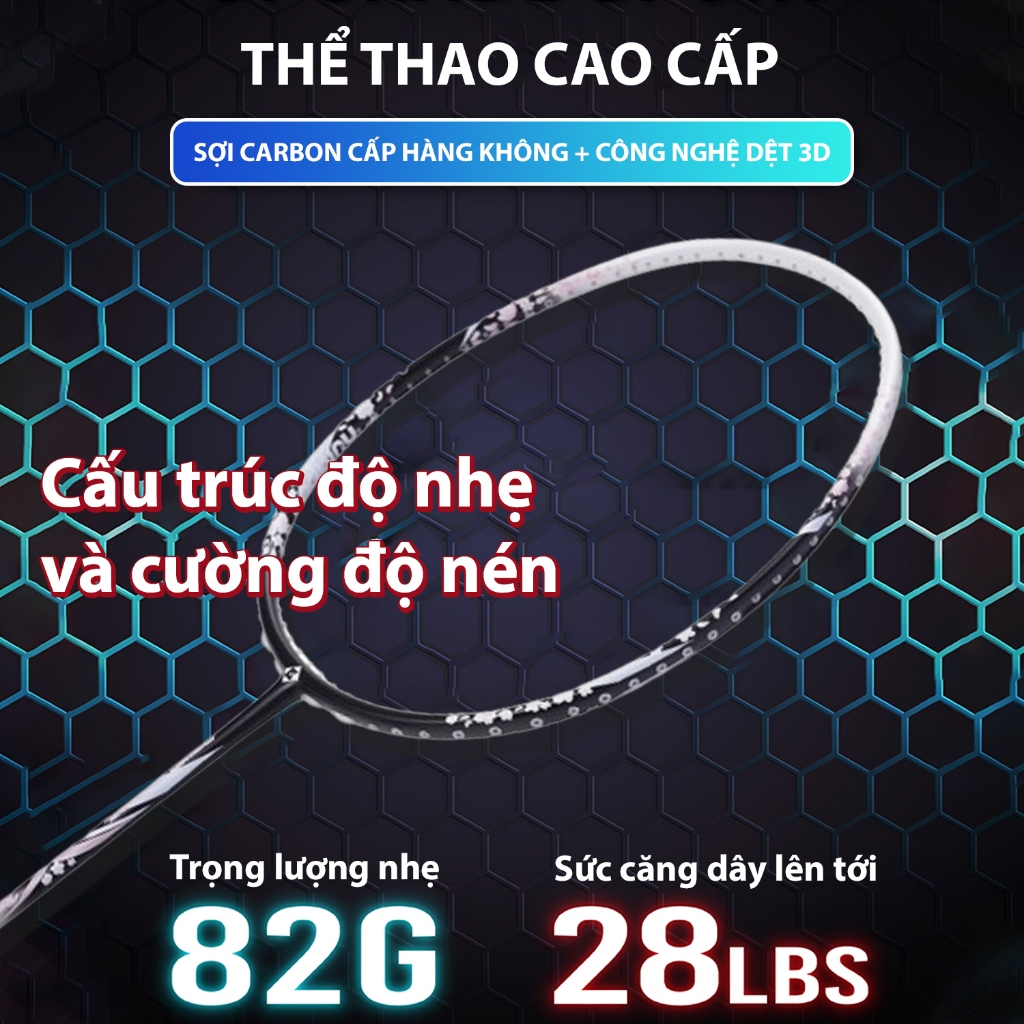 THỂ THAO CAO CẤP
SỢI CARBON CẤP HÀNG KHÔNG + CÔNG NGHỆ DỆT 3D
Cấu trúc độ nhẹ
và cường độ nén
Trọng lượng nhẹ
Sức căng dây lên tới
82G
28LBS